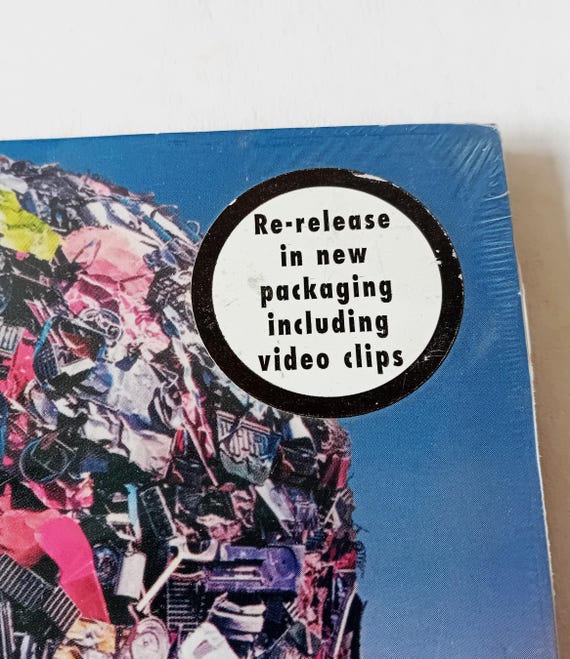 Re-release
in new
packaging
including
video clips